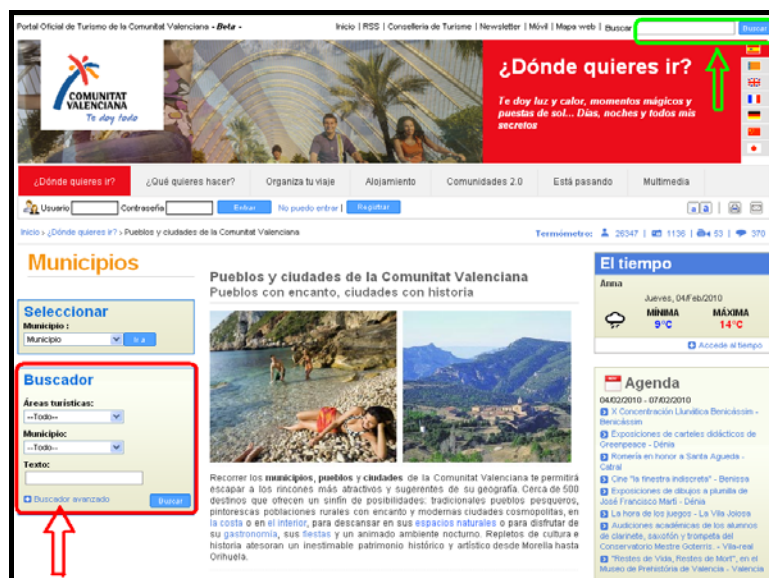 Portal Oficial de Turismo de la Comunitat Valenciana - Beta -
Inicio | RSS | Conselleria de Turisme | Newsletter | Móvil | Mapa web | Buscar
Buscar
COMUNITAT
VALENCIANA
Te doy todo
¿Dónde quieres ir?
Te doy luz y calor, momentos mágicos y
puestas de sol... Días, noches y todos mis
secretos
¿Dónde quieres ir?
¿Qué quieres hacer?
Organiza tu viaje
Alojamiento
Comunidades 2.0
Está pasando
Multimedia
Usuario
Contraseña
Entrar
No puedo entrar |
Registrar
a | a
Inicio » ¿Dónde quieres ir? » Pueblos y ciudades de la Comunitat Valenciana
Termómetro: 26347 | 1136 | 53 | 370
Municipios
Seleccionar
Municipio :
Municipio
Ir a
Buscador
Áreas turísticas:
--Todo--
Municipio:
--Todo--
Texto:
Buscador avanzado
Buscar
Pueblos y ciudades de la Comunitat Valenciana
Pueblos con encanto, ciudades con historia
Recorrer los municipios, pueblos y ciudades de la Comunitat Valenciana te permitirá
escapar a los rincones más atractivos y sugerentes de su geografía. Cerca de 500
destinos que ofrecen un sinfín de posibilidades: tradicionales pueblos pesqueros,
pintorescas poblaciones rurales con encanto y modernas ciudades cosmopolitas, en
la costa o en el interior, para descansar en sus espacios naturales o para disfrutar de
su gastronomía, sus fiestas y un animado ambiente nocturno. Repletos de cultura e
historia atesoran un inestimable patrimonio histórico y artístico desde Morella hasta
Orihuela.
El tiempo
Anna
Jueves, 04/Feb/2010
MÍNIMA
MÁXIMA
9°C
14°C
Accede al tiempo
Agenda
04/02/2010 - 07/02/2010
X Concentración Llunática Benicàssim -
Benicàssim
Exposiciones de carteles didácticos de
Greenpeace - Dénia
Romería en honor a Santa Agueda -
Catral
Cine "la finestra indiscreta" - Benissa
Exposiciones de dibujos a plumilla de
José Francisco Martí - Dénia
La hora de los juegos - La Vila Joiosa
Audiciones académicas de los alumnos
de clarinete, saxofón y trompeta del
Conservatorio Mestre Goterris. - Vila-real
"Restes de Vida, Restes de Mort", en el
Museo de Prehistòria de Valencia - Valencia